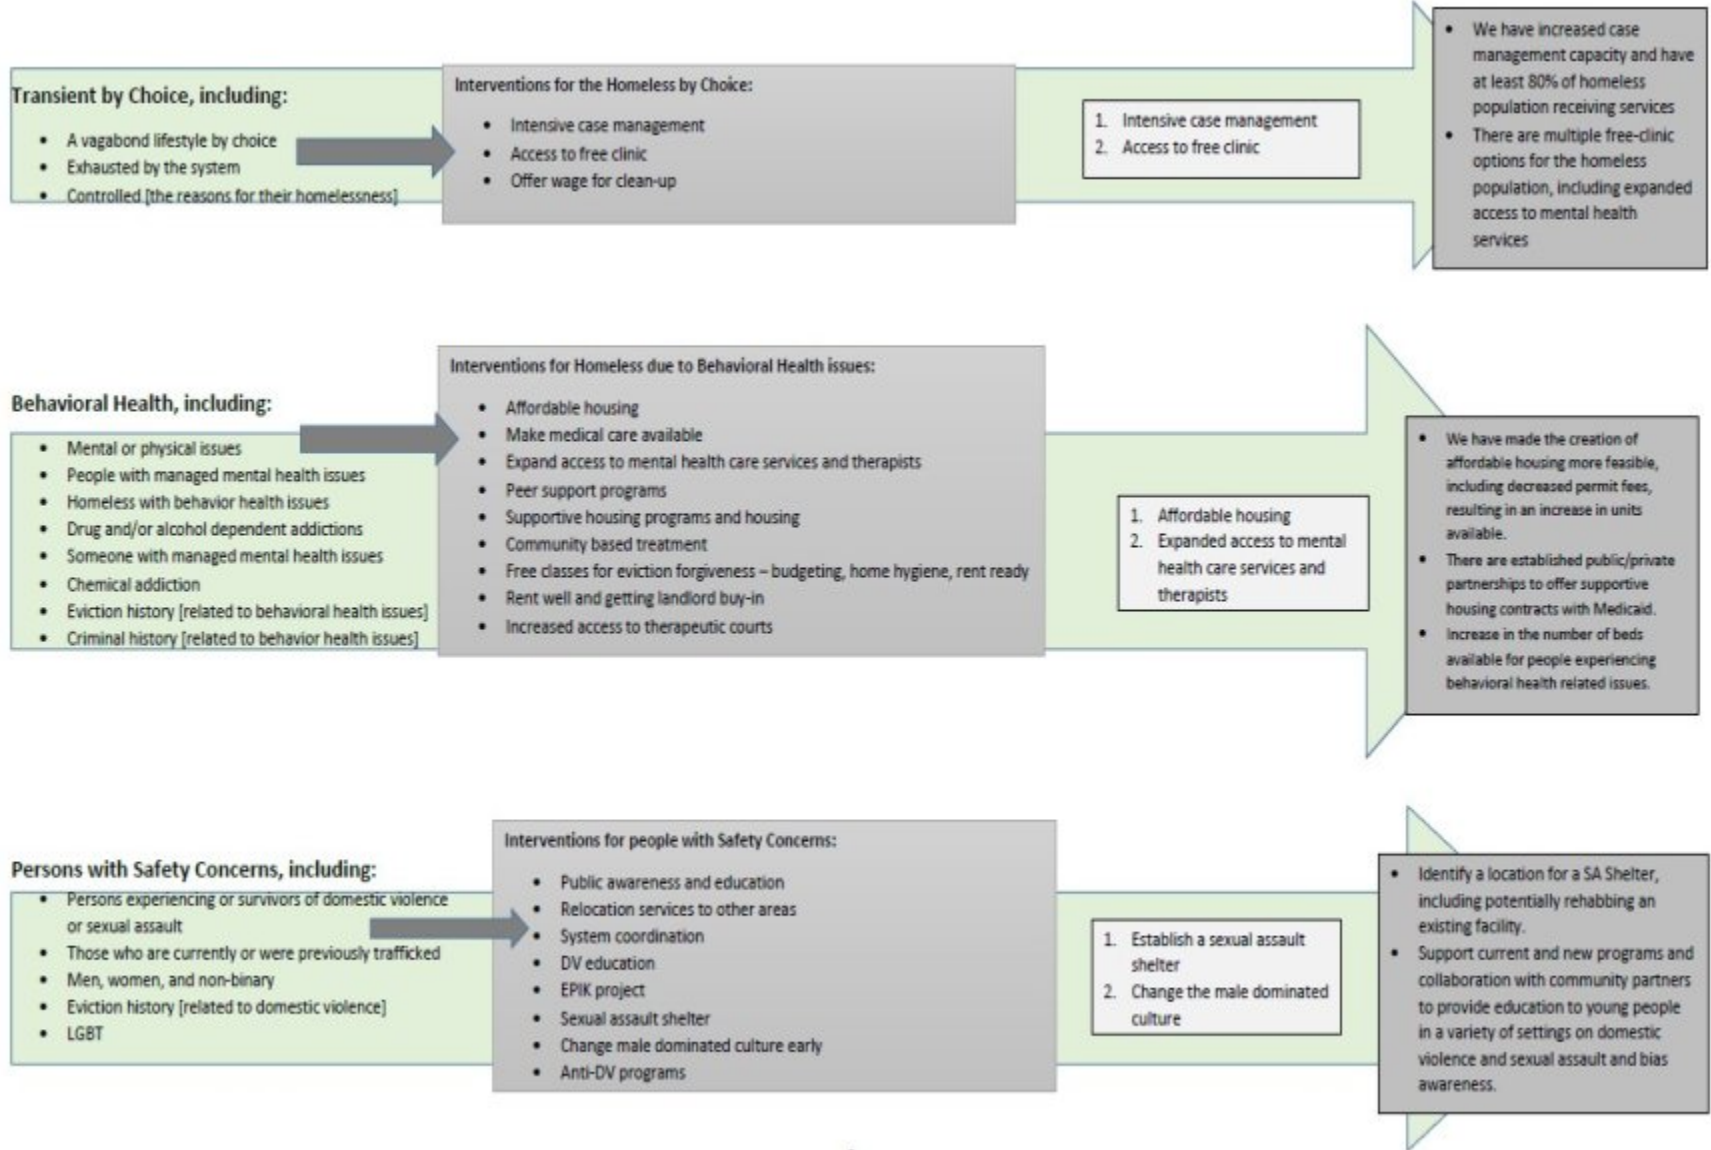 Transient by Choice, including:
• A vagabond lifestyle by choice
• Exhausted by the system
• Controlled [the reasons for their homelessness]
Interventions for the Homeless by Choice:
• Intensive case management
• Access to free clinic
• Offer wage for clean-up
1. Intensive case management
2. Access to free clinic
• We have increased case
management capacity and have
at least 80% of homeless
population receiving services
• There are multiple free-clinic
options for the homeless
population, including expanded
access to mental health
services
Behavioral Health, including:
• Mental or physical issues
• People with managed mental health issues
• Homeless with behavior health issues
• Drug and/or alcohol dependent addictions
• Someone with managed mental health issues
• Chemical addiction
• Eviction history [related to behavioral health issues]
• Criminal history [related to behavior health issues]
Interventions for Homeless due to Behavioral Health issues:
• Affordable housing
• Make medical care available
• Expand access to mental health care services and therapists
• Peer support programs
• Supportive housing programs and housing
• Community based treatment
• Free classes for eviction forgiveness – budgeting, home hygiene, rent ready
• Rent well and getting landlord buy-in
• Increased access to therapeutic courts
1. Affordable housing
2. Expanded access to mental
health care services and
therapists
• We have made the creation of
affordable housing more feasible,
including decreased permit fees,
resulting in an increase in units
available.
• There are established public/private
partnerships to offer supportive
housing contracts with Medicaid.
• Increase in the number of beds
available for people experiencing
behavioral health related issues.
Persons with Safety Concerns, including:
• Persons experiencing or survivors of domestic violence
or sexual assault
• Those who are currently or were previously trafficked
• Men, women, and non-binary
• Eviction history [related to domestic violence]
• LGBT
Interventions for people with Safety Concerns:
• Public awareness and education
• Relocation services to other areas
• System coordination
• DV education
• EPIK project
• Sexual assault shelter
• Change male dominated culture early
• Anti-DV programs
1. Establish a sexual assault
shelter
2. Change the male dominated
culture
• Identify a location for a SA Shelter,
including potentially rehabbing an
existing facility.
• Support current and new programs and
collaboration with community partners
to provide education to young people
in a variety of settings on domestic
violence and sexual assault and bias
awareness.